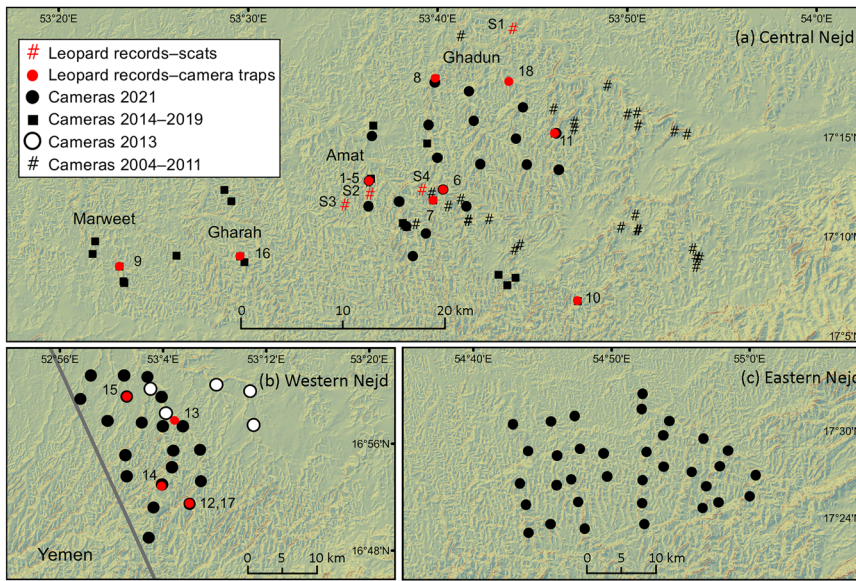 53°20'E 53°30'E 53°40'E 53°50'E 54°0'E
S1 #
(a) Central Nejd
# Leopard records–scats
Leopard records–camera traps
Cameras 2021
Cameras 2014–2019
Cameras 2013
# Cameras 2004–2011
Ghadun
8
18
11
17°15'N
Amat
1-5
S2
S3
S4
6
7
Marweet
9
Gharah
16
17°10'N
10
0 10 20 km
17°5'N
52°56'E 53°4'E 53°12'E 53°20'E
(b) Western Nejd
15
13
16°56'N
14
12,17
Yemen
0 5 10 km
16°48'N
54°40'E 54°50'E 55°0'E
(c) Eastern Nejd
17°30'N
17°24'N
0 5 10 km